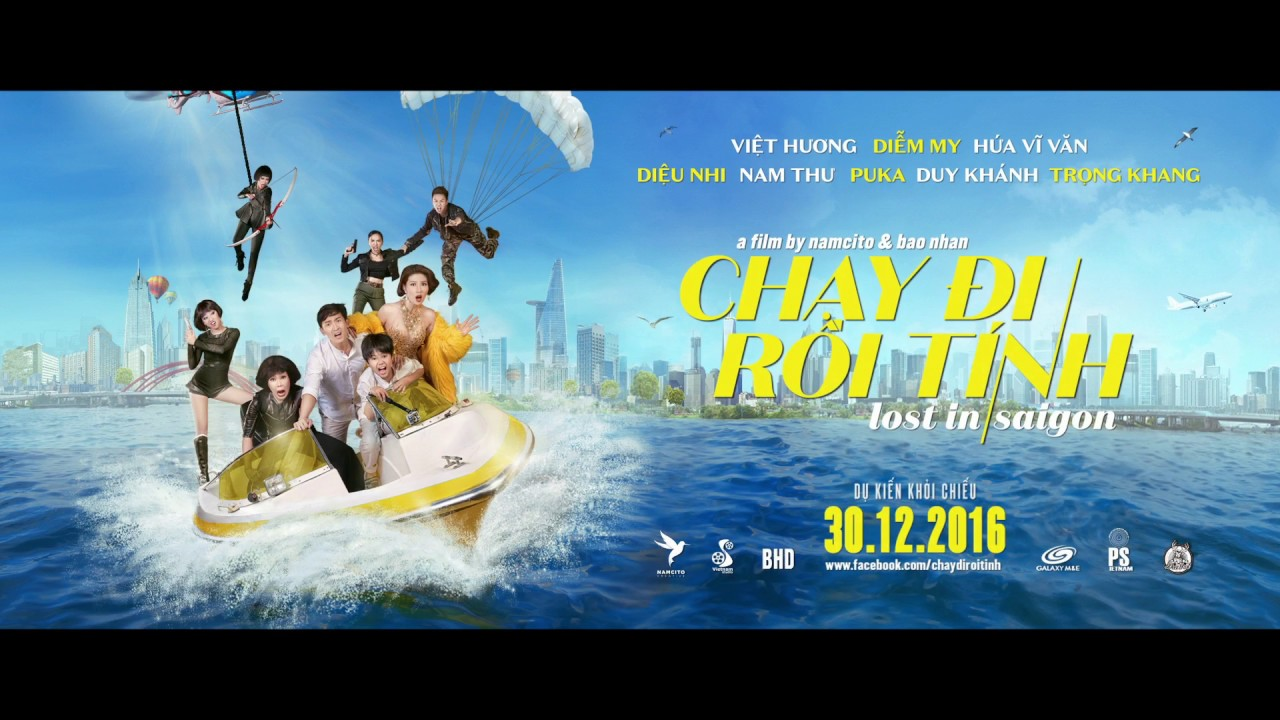 VIỆT HƯƠNG DIỄM MY HỨA VĨ VĂN
DIỆU NHI NAM THƯ PUKA DUY KHÁNH TRỌNG KHANG
a film by namcito & bao nhan
CHẠY ĐI
RỒI TÍNH
lost in saigon
DỰ KIẾN KHỞI CHIẾU
30.12.2016
www.facebook.com/chaydiroitinh
NAMCITO
Vietnam
BHD
GALAXY M&E
PS